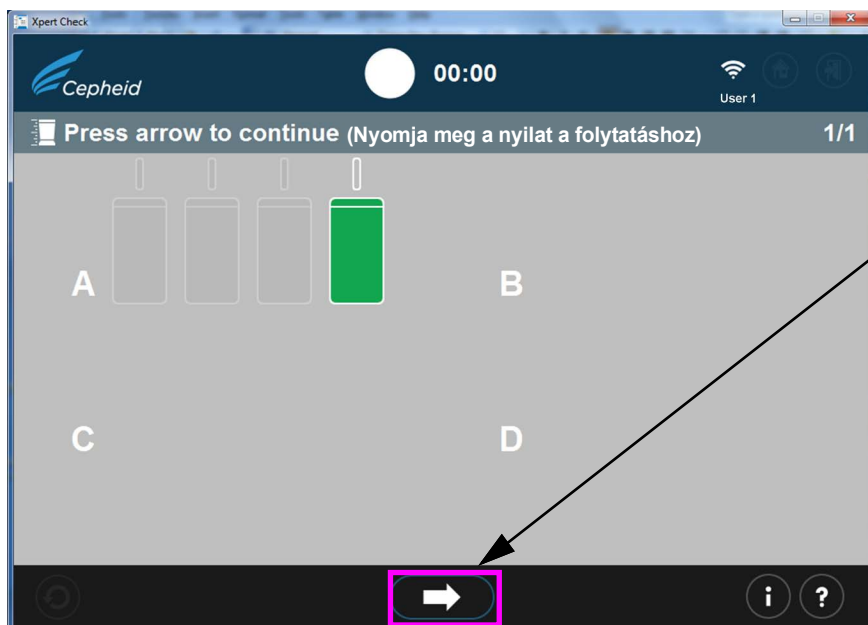 Xpert Check
Cepheid
00:00
User 1
Press arrow to continue (Nyomja meg a nyilat a folytatáshoz)
1/1
A
B
C
D
i
?